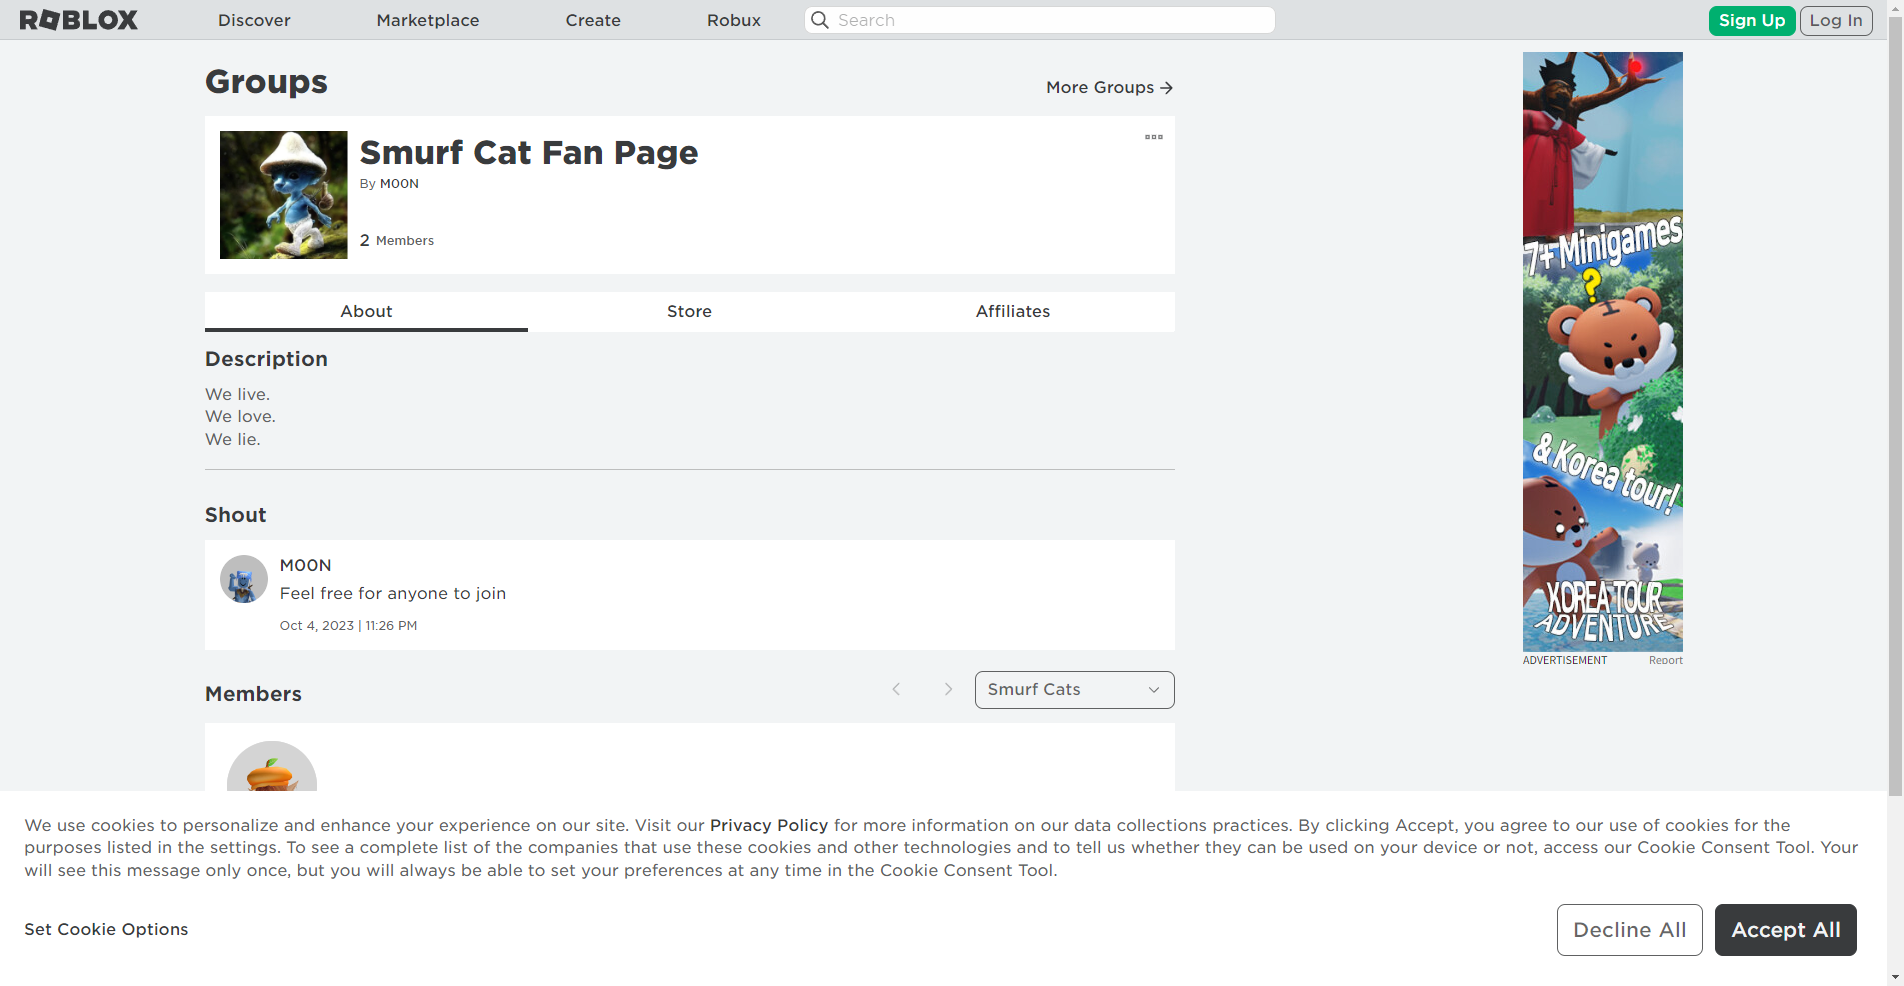 ROBLOX
Discover
Marketplace
Create
Robux
Search
Sign Up
Log In
Groups
More Groups
Smurf Cat Fan Page
By M00N
2 Members
About
Store
Affiliates
Description
We live.
We love.
We lie.
Shout
M00N
Feel free for anyone to join
Oct 4, 2023 | 11:26 PM
Members
Smurf Cats
7+ Minigames
?
& Korea tour!
KOREA TOUR
ADVENTURE
ADVERTISEMENT
Report
We use cookies to personalize and enhance your experience on our site. Visit our Privacy Policy for more information on our data collections practices. By clicking Accept, you agree to our use of cookies for the
purposes listed in the settings. To see a complete list of the companies that use these cookies and other technologies and to tell us whether they can be used on your device or not, access our Cookie Consent Tool. Your
will see this message only once, but you will always be able to set your preferences at any time in the Cookie Consent Tool.
Set Cookie Options
Decline All
Accept All